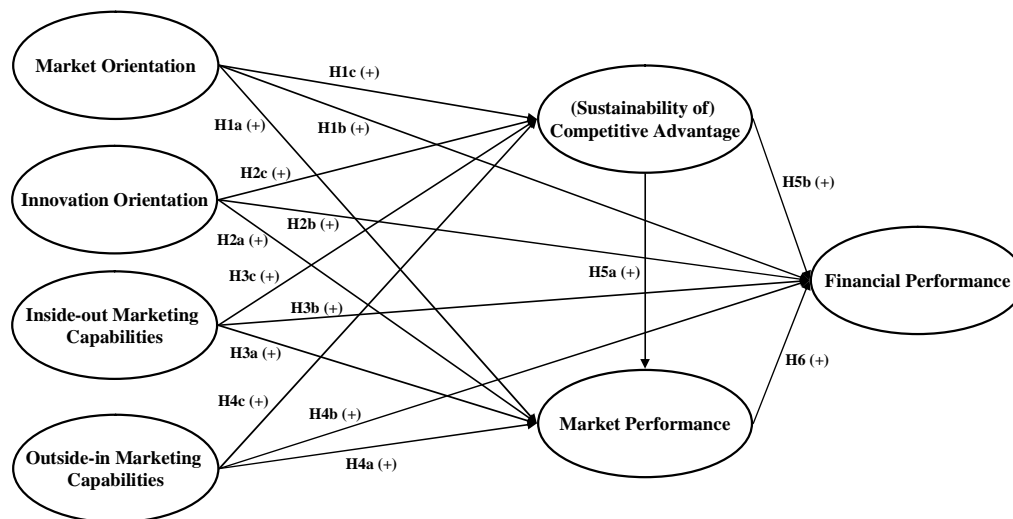 Market Orientation
H1c (+)
(Sustainability of)
Competitive Advantage
H1a (+)
H1b (+)
H2c (+)
H5b (+)
Innovation Orientation
H2b (+)
H2a (+)
H5a (+)
H3c (+)
Financial Performance
Inside-out Marketing
Capabilities
H3b (+)
H3a (+)
H6 (+)
H4c (+)
H4b (+)
Market Performance
Outside-in Marketing
Capabilities
H4a (+)